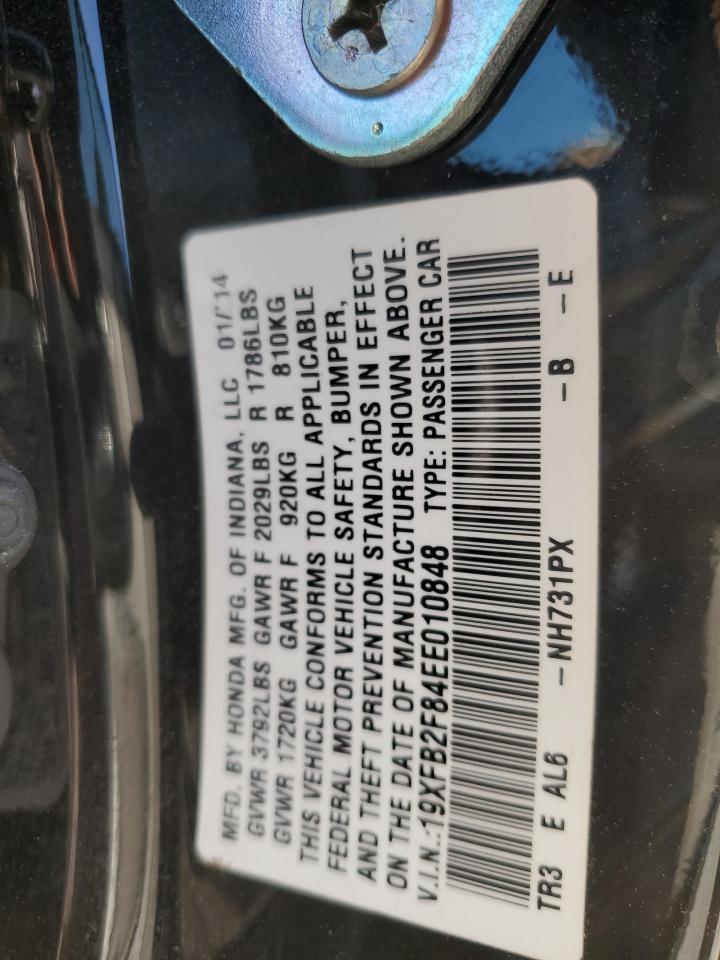 MFD. BY HONDA MFG. OF INDIANA, LLC 01/14
GVWR 3792LBS GAWR F 2029LBS R 1786LBS
GVWR 1720KG GAWR F 920KG R 810KG
THIS VEHICLE CONFORMS TO ALL APPLICABLE
FEDERAL MOTOR VEHICLE SAFETY, BUMPER,
AND THEFT PREVENTION STANDARDS IN EFFECT
ON THE DATE OF MANUFACTURE SHOWN ABOVE.
V.I.N.:19XFB2F84EE010848 TYPE: PASSENGER CAR
TR3 E AL6 –NH731PX –B –E